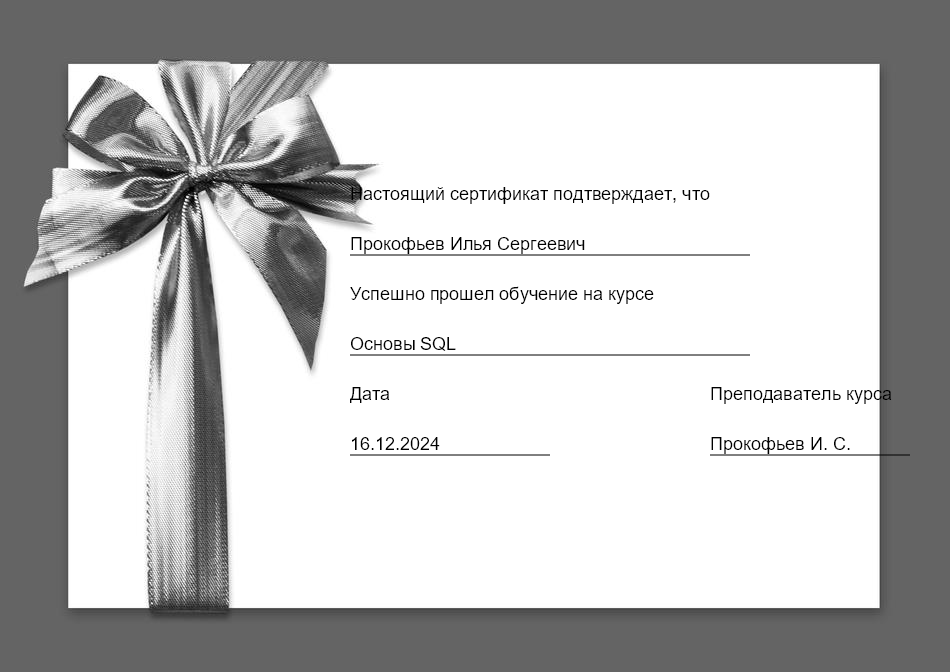 Настоящий сертификат подтверждает, что
Прокофьев Илья Сергеевич
Успешно прошел обучение на курсе
Основы SQL
Дата Преподаватель курса
16.12.2024 Прокофьев И. С.